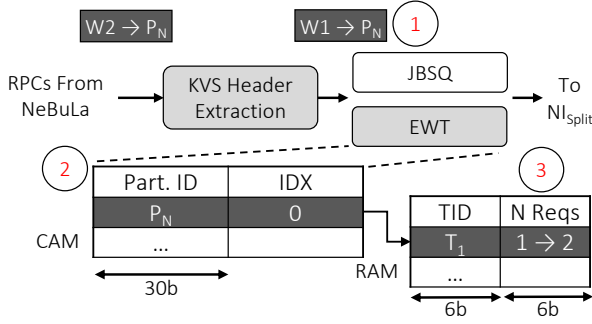 W2 → P_N
W1 → P_N
1
RPCs From
NeBuLa
KVS Header
Extraction
JBSQ
EWT
To
NI_Split
2
3
Part. ID
IDX
P_N
0
...
CAM
30b
TID
N Reqs
T_1
1 → 2
...
RAM
6b
6b